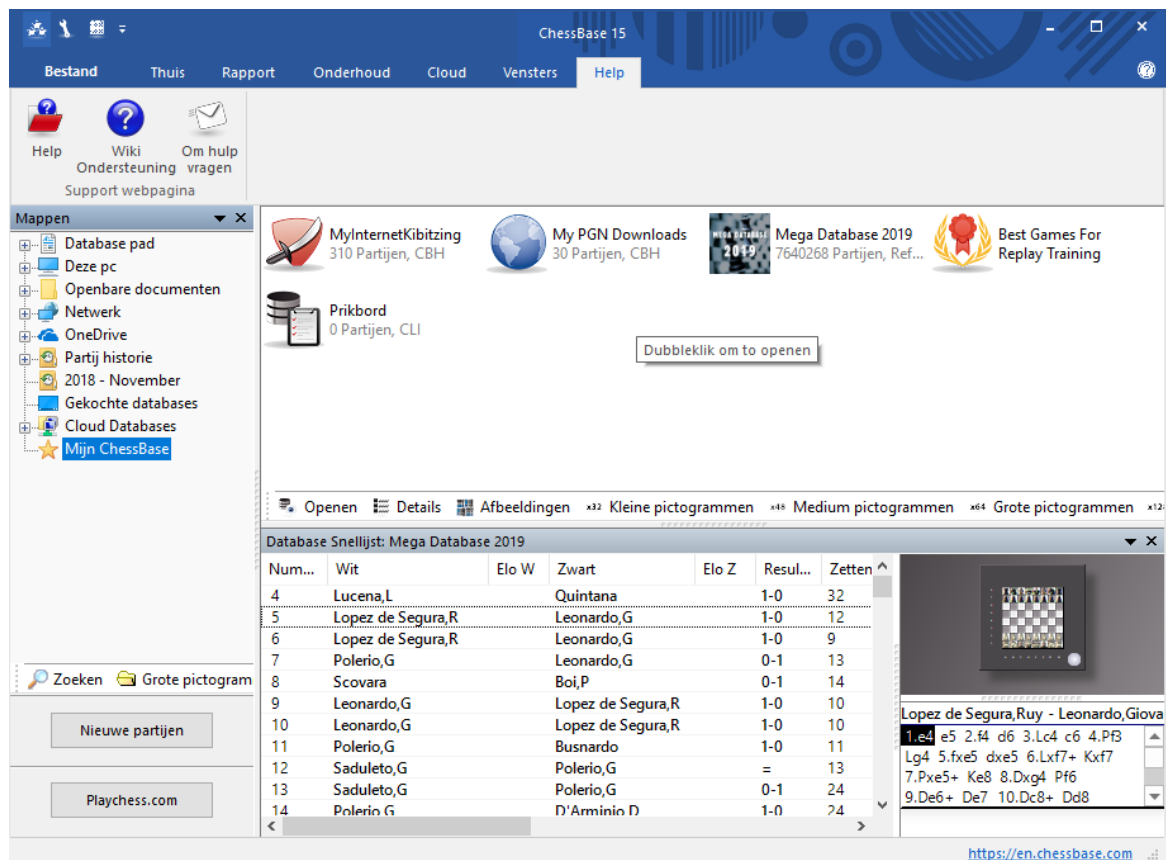 ChessBase 15
Bestand Thuis Rapport Onderhoud Cloud Vensters Help
Help Wiki Ondersteuning Om hulp vragen
Support webpagina
Mappen
Database pad
Deze pc
Openbare documenten
Netwerk
OneDrive
Partij historie
2018 - November
Gekochte databases
Cloud Databases
Mijn ChessBase
Zoeken Grote pictogram
Nieuwe partijen
Playchess.com
MyInternetKibitzing
310 Partijen, CBH
My PGN Downloads
30 Partijen, CBH
MEGA DATABASE
2019
Mega Database 2019
7640268 Partijen, Ref...
Best Games For
Replay Training
Prikbord
0 Partijen, CLI
Dubbleklik om to openen
Openen Details Afbeeldingen x32 Kleine pictogrammen x48 Medium pictogrammen x64 Grote pictogrammen x12
Database Snellijst: Mega Database 2019
Num... Wit Elo W Zwart Elo Z Resul... Zetten
4 Lucena,L Quintana 1-0 32
5 Lopez de Segura,R Leonardo,G 1-0 12
6 Lopez de Segura,R Leonardo,G 1-0 9
7 Polerio,G Leonardo,G 0-1 13
8 Scovara Boi,P 0-1 14
9 Leonardo,G Lopez de Segura,R 1-0 10
10 Leonardo,G Lopez de Segura,R 1-0 10
11 Polerio,G Busnardo 1-0 11
12 Saduleto,G Polerio,G = 13
13 Saduleto,G Polerio,G 0-1 24
14 Polerio G D'Arminio D 1-0 24
Lopez de Segura,Ruy - Leonardo,Giova
1.e4 e5 2.f4 d6 3.Lc4 c6 4.Pf3
Lg4 5.fxe5 dxe5 6.Lxf7+ Kxf7
7.Pxe5+ Ke8 8.Dxg4 Pf6
9.De6+ De7 10.Dc8+ Dd8
https://en.chessbase.com